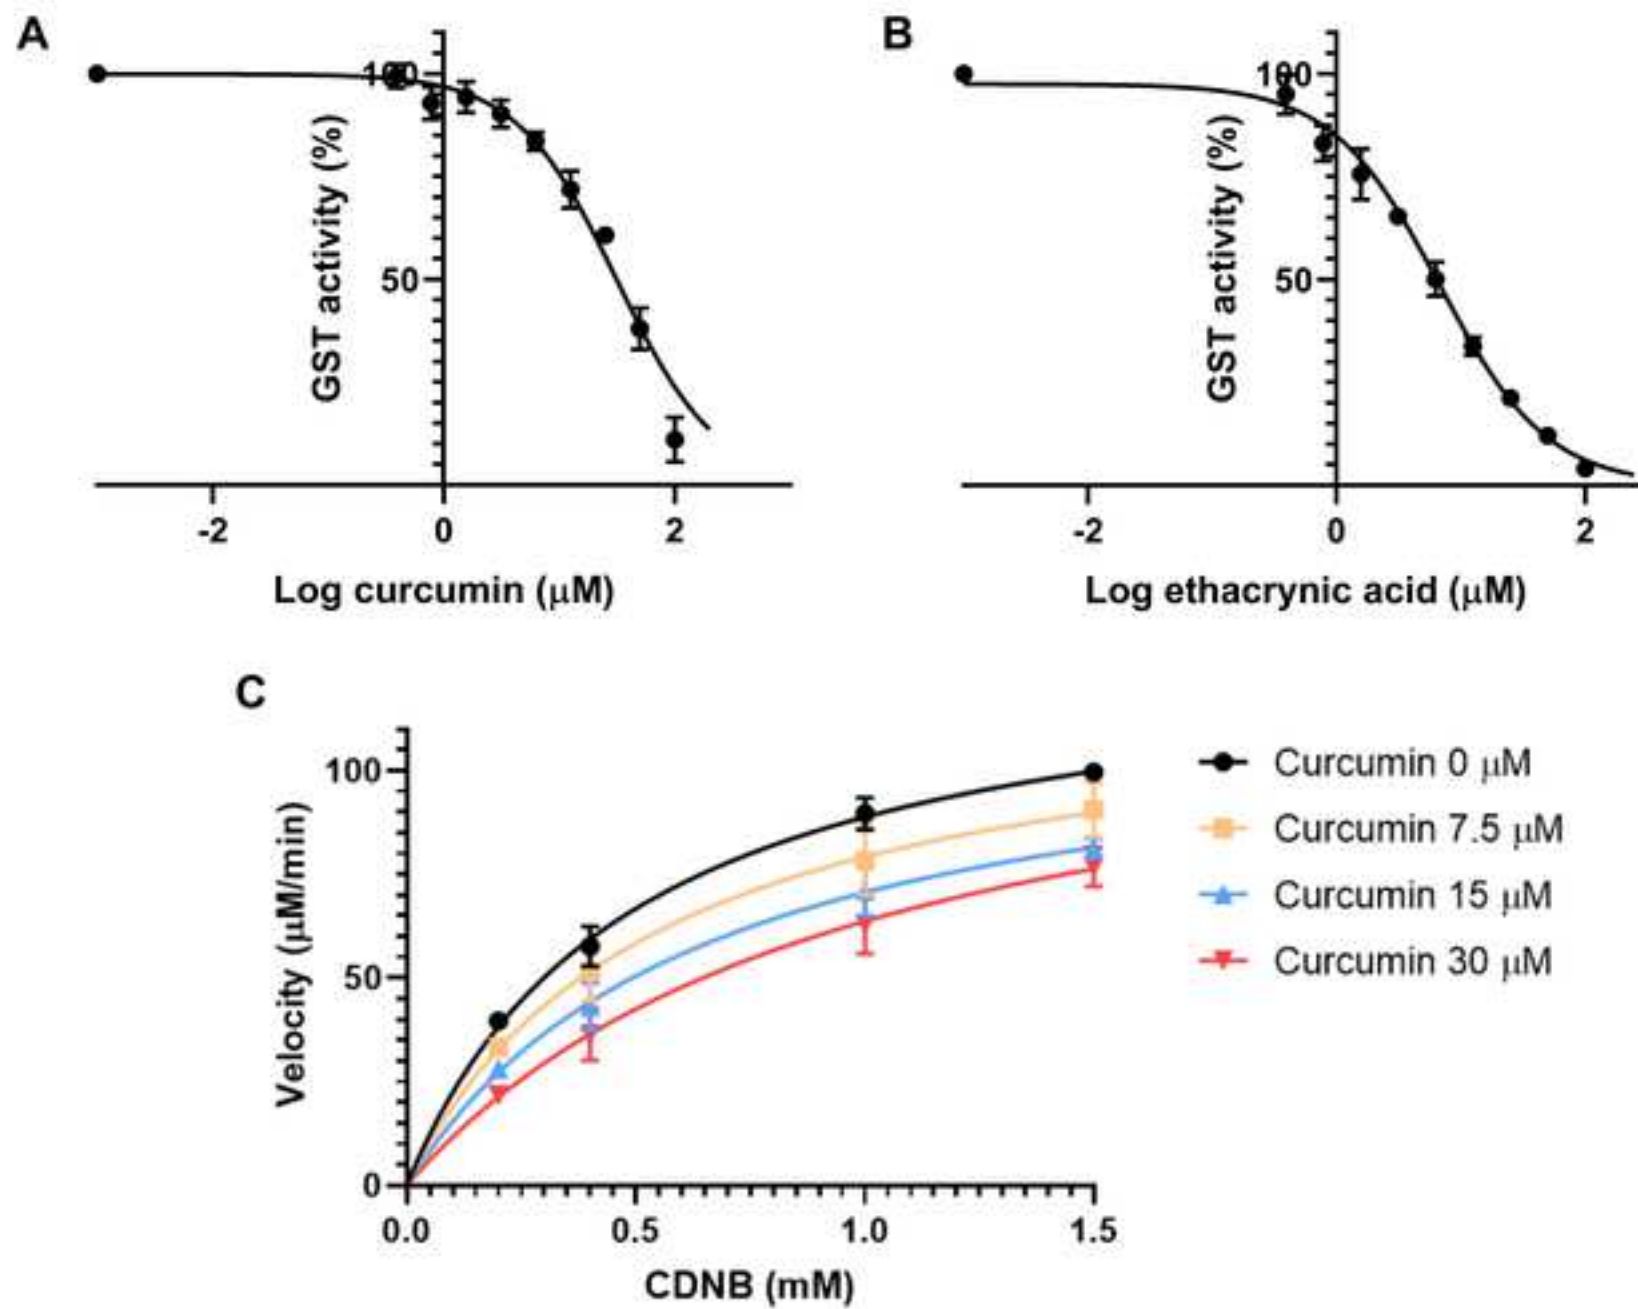 A
100
50
GST activity (%)
-2 0 2
Log curcumin (μM)
B
100
50
GST activity (%)
-2 0 2
Log ethacrynic acid (μM)
C
100
50
0
Velocity (μM/min)
0.0 0.5 1.0 1.5
CDNB (mM)
Curcumin 0 μM
Curcumin 7.5 μM
Curcumin 15 μM
Curcumin 30 μM